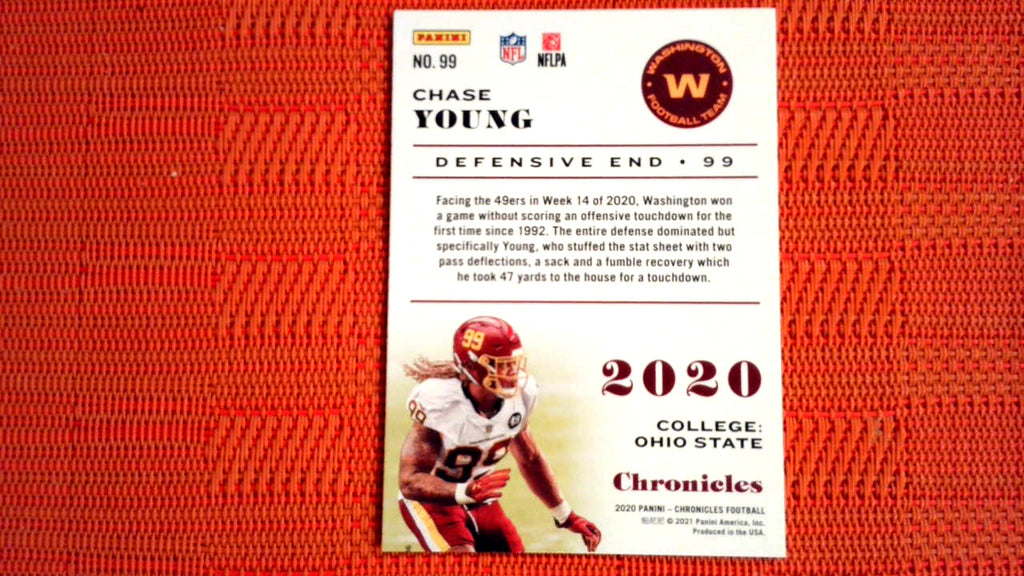 PANINI
NO. 99
NFL
NFLPA
WASHINGTON
W
FOOTBALL TEAM
CHASE
YOUNG
DEFENSIVE END • 99
Facing the 49ers in Week 14 of 2020, Washington won
a game without scoring an offensive touchdown for the
first time since 1992. The entire defense dominated but
specifically Young, who stuffed the stat sheet with two
pass deflections, a sack and a fumble recovery which
he took 47 yards to the house for a touchdown.
99
99
99
2020
COLLEGE:
OHIO STATE
Chronicles
2020 PANINI – CHRONICLES FOOTBALL
帕尼尼 © 2021 Panini America, Inc.
Produced in the USA.